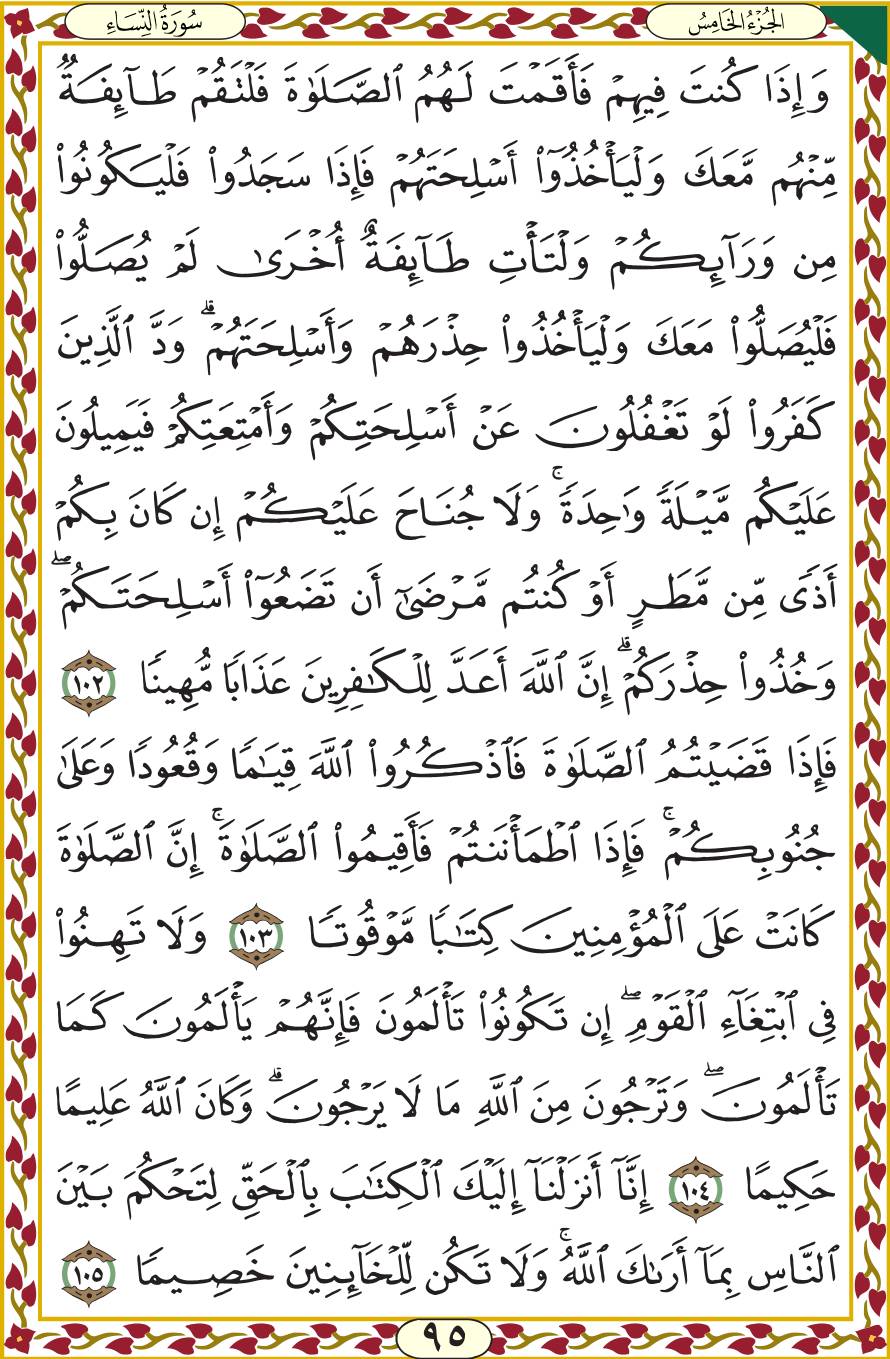 الجُزْءُ الخَامِسُ
سُورَةُ النِّسَاءِ
وَإِذَا كُنتَ فِيهِمْ فَأَقَمْتَ لَهُمُ ٱلصَّلَوٰةَ فَلْتَقُمْ طَآئِفَةٌ
مِّنْهُم مَّعَكَ وَلْيَأْخُذُوٓا۟ أَسْلِحَتَهُمْ فَإِذَا سَجَدُوا۟ فَلْيَكُونُوا۟
مِن وَرَآئِكُمْ وَلْتَأْتِ طَآئِفَةٌ أُخْرَىٰ لَمْ يُصَلُّوا۟
فَلْيُصَلُّوا۟ مَعَكَ وَلْيَأْخُذُوا۟ حِذْرَهُمْ وَأَسْلِحَتَهُمْ ۗ وَدَّ ٱلَّذِينَ
كَفَرُوا۟ لَوْ تَغْفُلُونَ عَنْ أَسْلِحَتِكُمْ وَأَمْتِعَتِكُمْ فَيَمِيلُونَ
عَلَيْكُم مَّيْلَةً وَٰحِدَةً ۚ وَلَا جُنَاحَ عَلَيْكُمْ إِن كَانَ بِكُمْ
أَذًى مِّن مَّطَرٍ أَوْ كُنتُم مَّرْضَىٰٓ أَن تَضَعُوٓا۟ أَسْلِحَتَكُمْ ۖ
وَخُذُوا۟ حِذْرَكُمْ ۗ إِنَّ ٱللَّهَ أَعَدَّ لِلْكَٰفِرِينَ عَذَابًا مُّهِينًا ١٠٢
فَإِذَا قَضَيْتُمُ ٱلصَّلَوٰةَ فَٱذْكُرُوا۟ ٱللَّهَ قِيَٰمًا وَقُعُودًا وَعَلَىٰ
جُنُوبِكُمْ ۚ فَإِذَا ٱطْمَأْنَنتُمْ فَأَقِيمُوا۟ ٱلصَّلَوٰةَ ۚ إِنَّ ٱلصَّلَوٰةَ
كَانَتْ عَلَى ٱلْمُؤْمِنِينَ كِتَٰبًا مَّوْقُوتًا ١٠٣ وَلَا تَهِنُوا۟
فِى ٱبْتِغَآءِ ٱلْقَوْمِ ۖ إِن تَكُونُوا۟ تَأْلَمُونَ فَإِنَّهُمْ يَأْلَمُونَ كَمَا
تَأْلَمُونَ ۖ وَتَرْجُونَ مِنَ ٱللَّهِ مَا لَا يَرْجُونَ ۗ وَكَانَ ٱللَّهُ عَلِيمًا
حَكِيمًا ١٠٤ إِنَّآ أَنزَلْنَآ إِلَيْكَ ٱلْكِتَٰبَ بِٱلْحَقِّ لِتَحْكُمَ بَيْنَ
ٱلنَّاسِ بِمَآ أَرَىٰكَ ٱللَّهُ ۚ وَلَا تَكُن لِّلْخَآئِنِينَ خَصِيمًا ١٠٥
٩٥